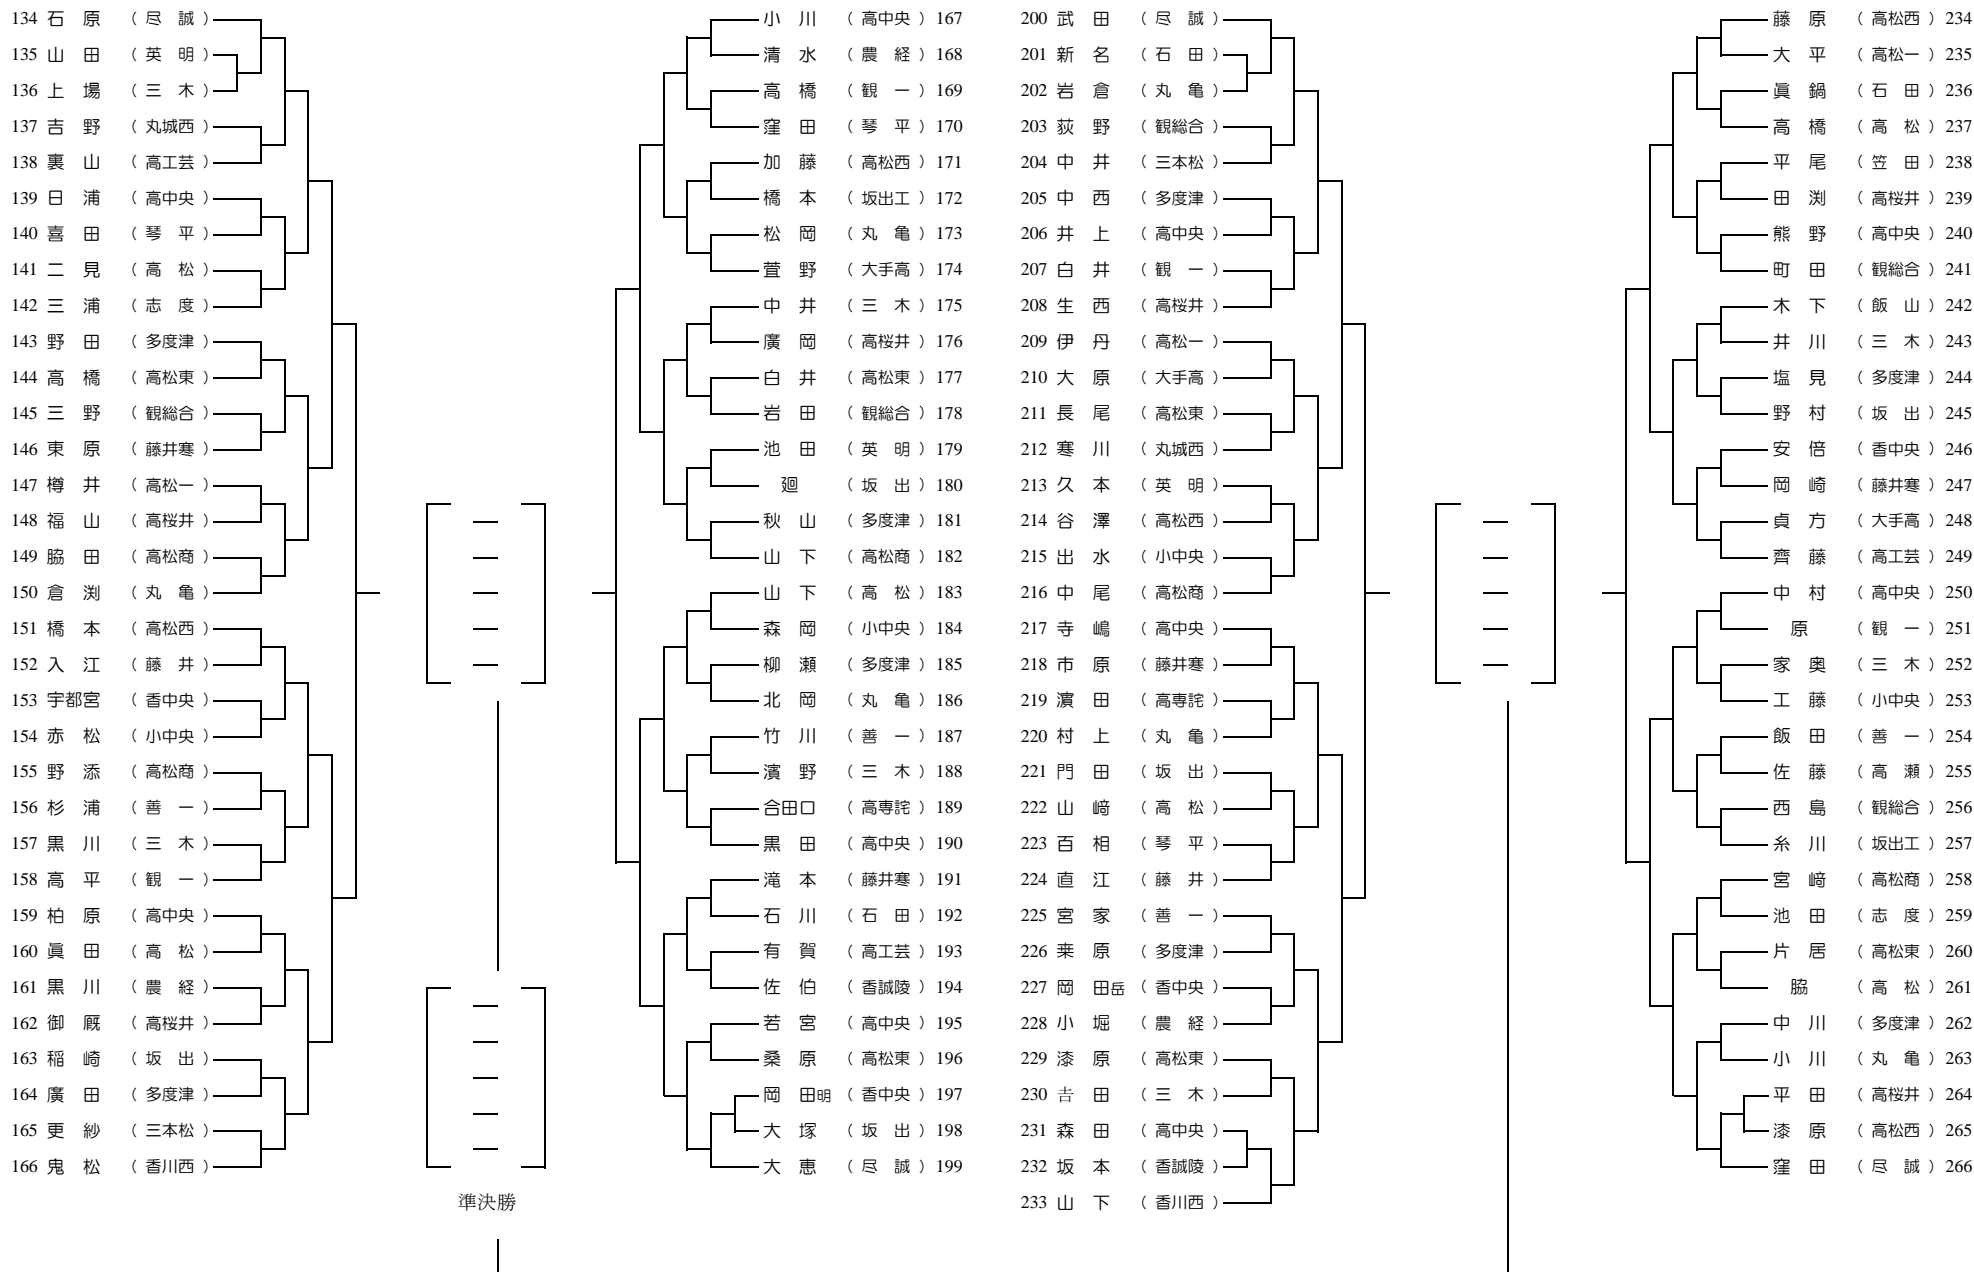 134 石原 （尽誠）
135 山田 （英明）
136 上場 （三木）
137 吉野 （丸城西）
138 裏山 （高工芸）
139 日浦 （高中央）
140 喜田 （琴平）
141 二見 （高松）
142 三浦 （志度）
143 野田 （多度津）
144 高橋 （高松東）
145 三野 （観総合）
146 東原 （藤井寒）
147 樽井 （高松一）
148 福山 （高桜井）
149 脇田 （高松商）
150 倉渕 （丸亀）
151 橋本 （高松西）
152 入江 （藤井）
153 宇都宮 （香中央）
154 赤松 （小中央）
155 野添 （高松商）
156 杉浦 （善一）
157 黒川 （三木）
158 高平 （観一）
159 柏原 （高中央）
160 眞田 （高松）
161 黒川 （農経）
162 御厩 （高桜井）
163 稲崎 （坂出）
164 廣田 （多度津）
165 更紗 （三本松）
166 鬼松 （香川西）
準決勝
小川 （高中央） 167
清水 （農経） 168
高橋 （観一） 169
窪田 （琴平） 170
加藤 （高松西） 171
橋本 （坂出工） 172
松岡 （丸亀） 173
萱野 （大手高） 174
中井 （三木） 175
廣岡 （高桜井） 176
白井 （高松東） 177
岩田 （観総合） 178
池田 （英明） 179
廻 （坂出） 180
秋山 （多度津） 181
山下 （高松商） 182
山下 （高松） 183
森岡 （小中央） 184
柳瀬 （多度津） 185
北岡 （丸亀） 186
竹川 （善一） 187
濱野 （三木） 188
合田口 （高専詫） 189
黒田 （高中央） 190
滝本 （藤井寒） 191
石川 （石田） 192
有賀 （高工芸） 193
佐伯 （香誠陵） 194
若宮 （高中央） 195
桑原 （高松東） 196
岡田明 （香中央） 197
大塚 （坂出） 198
大恵 （尽誠） 199
200 武田 （尽誠）
201 新名 （石田）
202 岩倉 （丸亀）
203 荻野 （観総合）
204 中井 （三本松）
205 中西 （多度津）
206 井上 （高中央）
207 白井 （観一）
208 生西 （高桜井）
209 伊丹 （高松一）
210 大原 （大手高）
211 長尾 （高松東）
212 寒川 （丸城西）
213 久本 （英明）
214 谷澤 （高松西）
215 出水 （小中央）
216 中尾 （高松商）
217 寺嶋 （高中央）
218 市原 （藤井寒）
219 濵田 （高専詫）
220 村上 （丸亀）
221 門田 （坂出）
222 山﨑 （高松）
223 百相 （琴平）
224 直江 （藤井）
225 宮家 （善一）
226 来原 （多度津）
227 岡田岳 （香中央）
228 小堀 （農経）
229 漆原 （高松東）
230 𠮷田 （三木）
231 森田 （高中央）
232 坂本 （香誠陵）
233 山下 （香川西）
藤原 （高松西） 234
大平 （高松一） 235
眞鍋 （石田） 236
高橋 （高松） 237
平尾 （笠田） 238
田渕 （高桜井） 239
熊野 （高中央） 240
町田 （観総合） 241
木下 （飯山） 242
井川 （三木） 243
塩見 （多度津） 244
野村 （坂出） 245
安倍 （香中央） 246
岡崎 （藤井寒） 247
貞方 （大手高） 248
齊藤 （高工芸） 249
中村 （高中央） 250
原 （観一） 251
家奥 （三木） 252
工藤 （小中央） 253
飯田 （善一） 254
佐藤 （高瀬） 255
西島 （観総合） 256
糸川 （坂出工） 257
宮﨑 （高松商） 258
池田 （志度） 259
片居 （高松東） 260
脇 （高松） 261
中川 （多度津） 262
小川 （丸亀） 263
平田 （高桜井） 264
漆原 （高松西） 265
窪田 （尽誠） 266